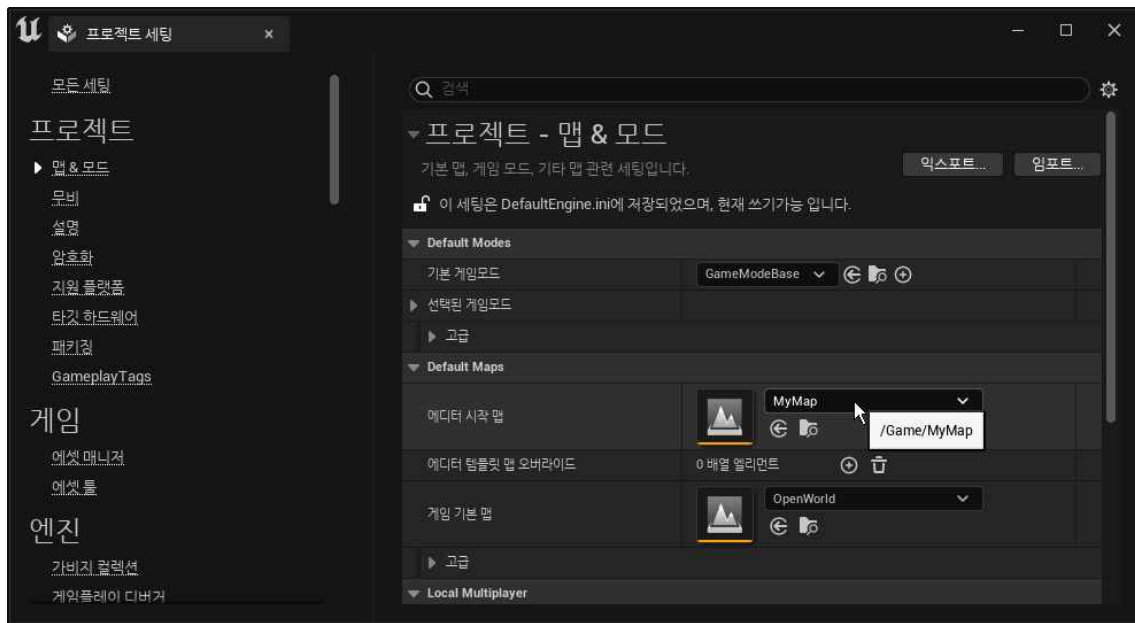 프로젝트 세팅
모든 세팅
프로젝트
맵 & 모드
무비
설명
암호화
지원 플랫폼
타깃 하드웨어
패키징
GameplayTags
게임
에셋 매니저
에셋 툴
엔진
가비지 컬렉션
게임플레이 디버거
검색
프로젝트 - 맵 & 모드
기본 맵, 게임 모드, 기타 맵 관련 세팅입니다.
익스포트... 임포트...
이 세팅은 DefaultEngine.ini에 저장되었으며, 현재 쓰기가능 입니다.
Default Modes
기본 게임모드 GameModeBase
선택된 게임모드
고급
Default Maps
에디터 시작 맵 MyMap
/Game/MyMap
에디터 템플릿 맵 오버라이드 0 배열 엘리먼트
게임 기본 맵 OpenWorld
고급
Local Multiplayer